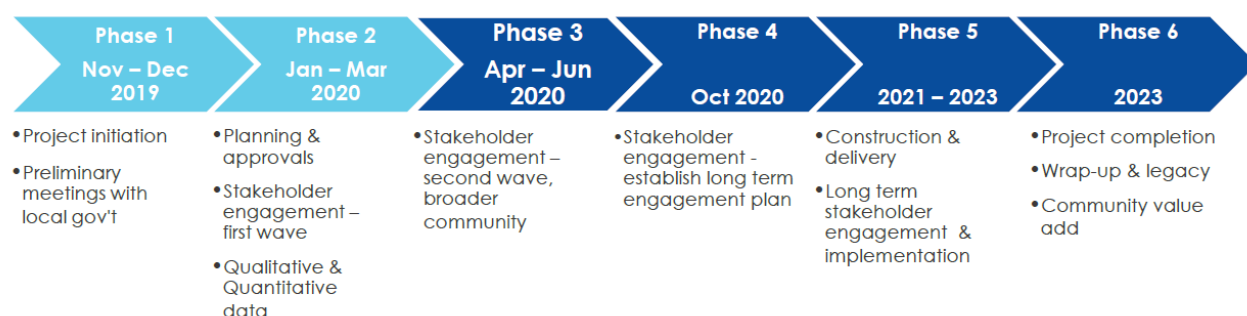 Phase 1
Nov – Dec
2019
Phase 2
Jan – Mar
2020
Phase 3
Apr – Jun
2020
Phase 4
Oct 2020
Phase 5
2021 – 2023
Phase 6
2023
•Project initiation
•Preliminary
meetings with
local gov't
•Planning &
approvals
•Stakeholder
engagement –
first wave
•Qualitative &
Quantitative
data
•Stakeholder
engagement –
second wave,
broader
community
•Stakeholder
engagement -
establish long term
engagement plan
•Construction &
delivery
•Long term
stakeholder
engagement &
implementation
•Project completion
•Wrap-up & legacy
•Community value
add